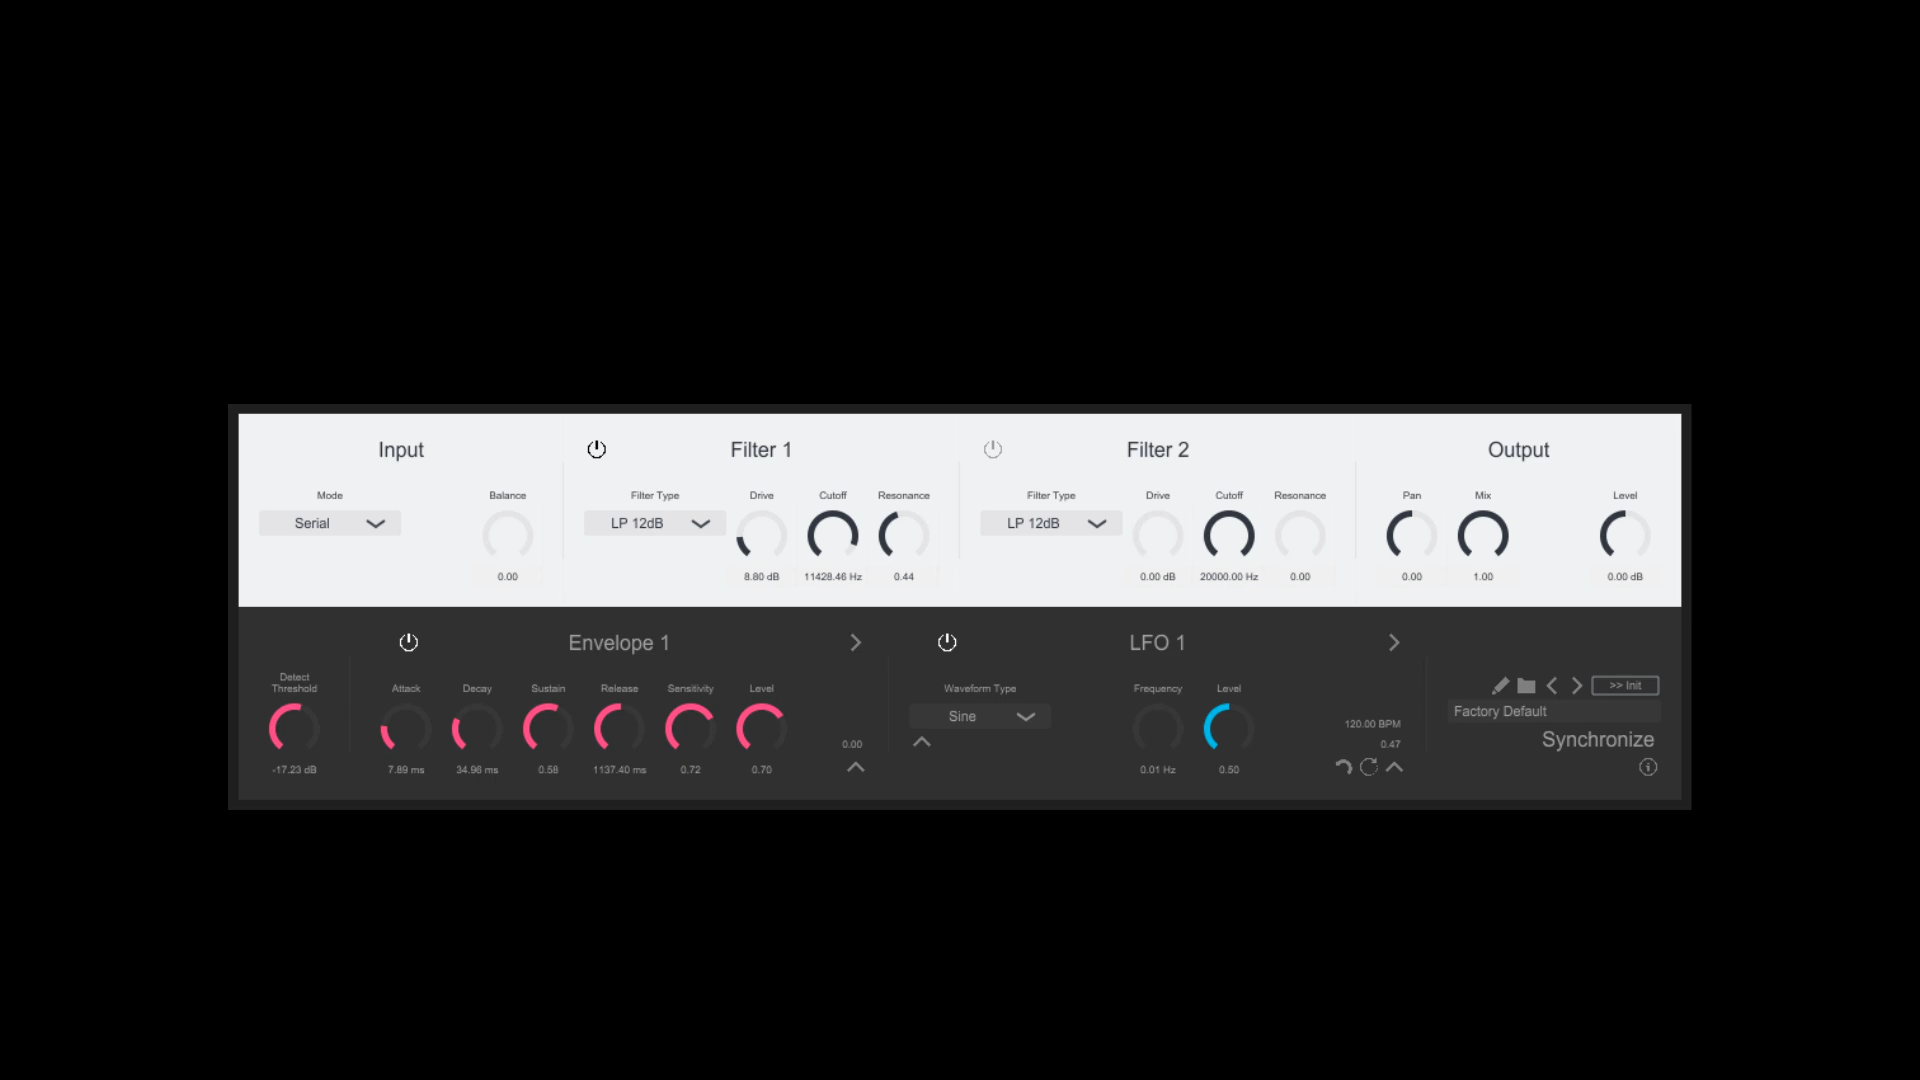 Input
Filter 1
Filter 2
Output
Mode
Balance
Filter Type
Drive
Cutoff
Resonance
Filter Type
Drive
Cutoff
Resonance
Pan
Mix
Level
Serial
LP 12dB
LP 12dB
0.00
8.80 dB
11428.46 Hz
0.44
0.00 dB
20000.00 Hz
0.00
0.00
1.00
0.00 dB
Envelope 1
LFO 1
Detect
Threshold
Attack
Decay
Sustain
Release
Sensitivity
Level
Waveform Type
Frequency
Level
>> Init
Sine
Factory Default
120.00 BPM
0.00
0.47
Synchronize
-17.23 dB
7.89 ms
34.96 ms
0.58
1137.40 ms
0.72
0.70
0.01 Hz
0.50